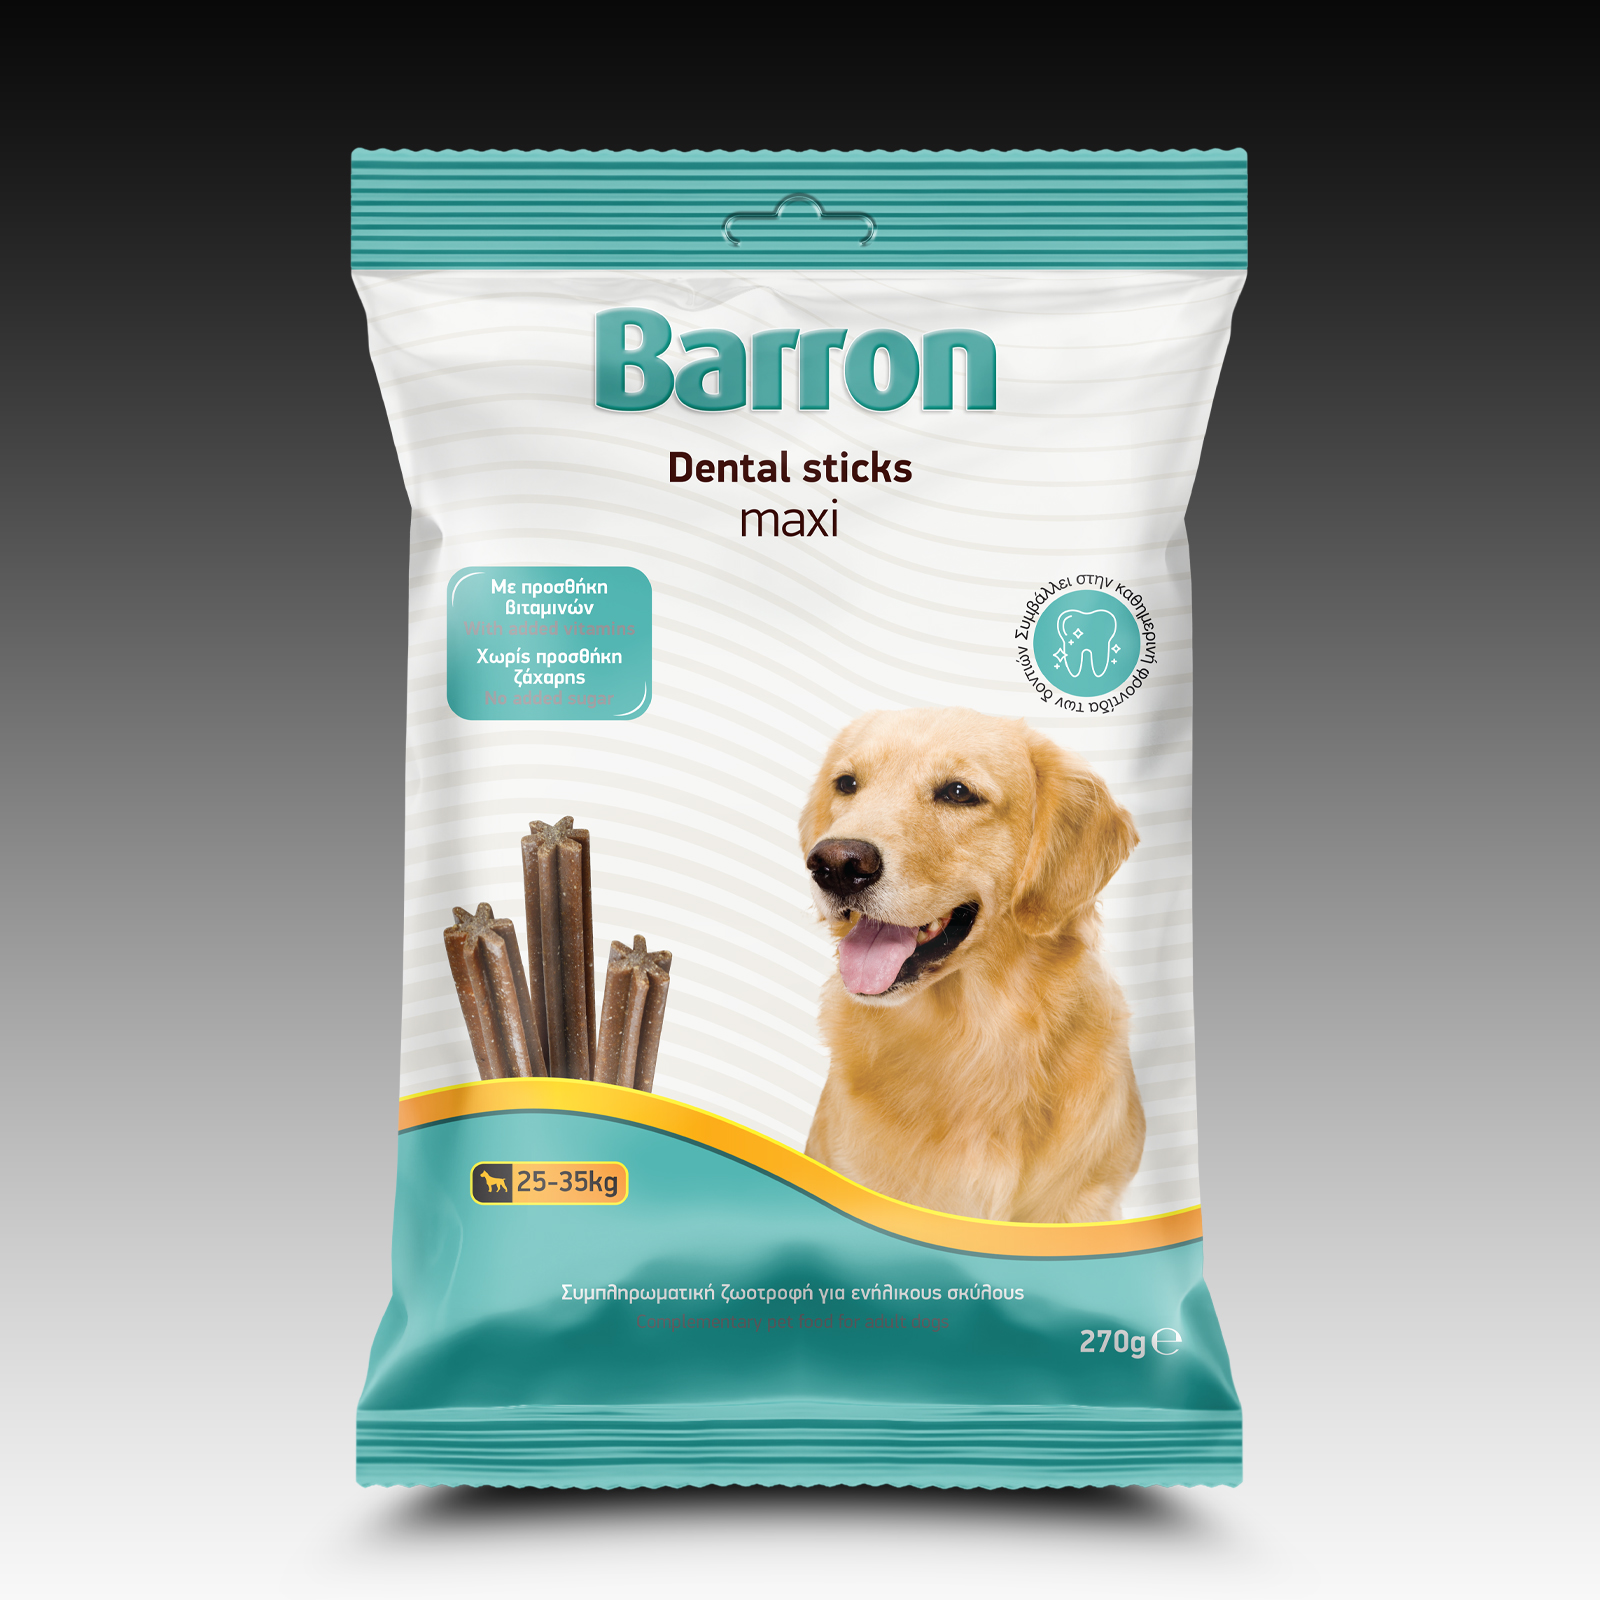 Barron
Dental sticks
maxi
Με προσθήκη
βιταμινών
With added vitamins
Χωρίς προσθήκη
ζάχαρης
No added sugar
Συμβάλλει στην καθημερινή φροντίδα των δοντιών
25-35kg
Συμπληρωματική ζωοτροφή για ενήλικους σκύλους
Complementary pet food for adult dogs
270g ℮